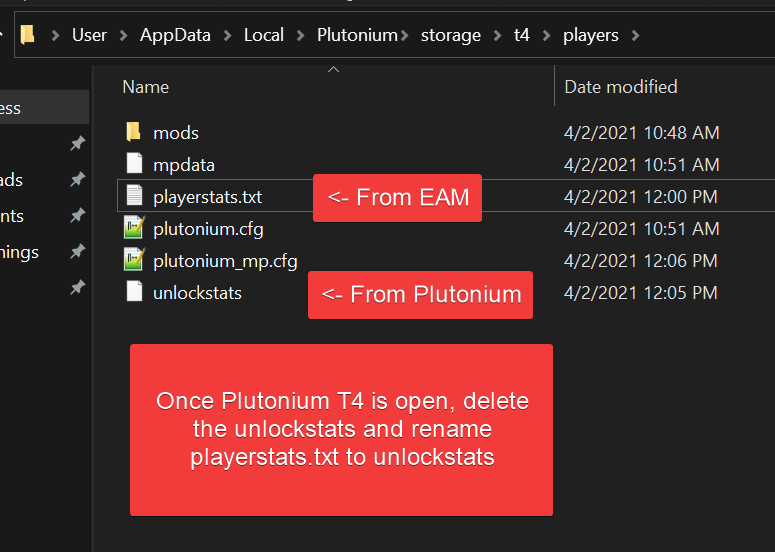 User > AppData > Local > Plutonium > storage > t4 > players >
Name Date modified
ess
mods 4/2/2021 10:48 AM
mpdata 4/2/2021 10:51 AM
ads
playerstats.txt <- From EAM 4/2/2021 12:00 PM
nts
plutonium.cfg 4/2/2021 10:51 AM
nings
plutonium_mp.cfg 4/2/2021 12:06 PM
unlockstats <- From Plutonium 4/2/2021 12:05 PM
Once Plutonium T4 is open, delete
the unlockstats and rename
playerstats.txt to unlockstats